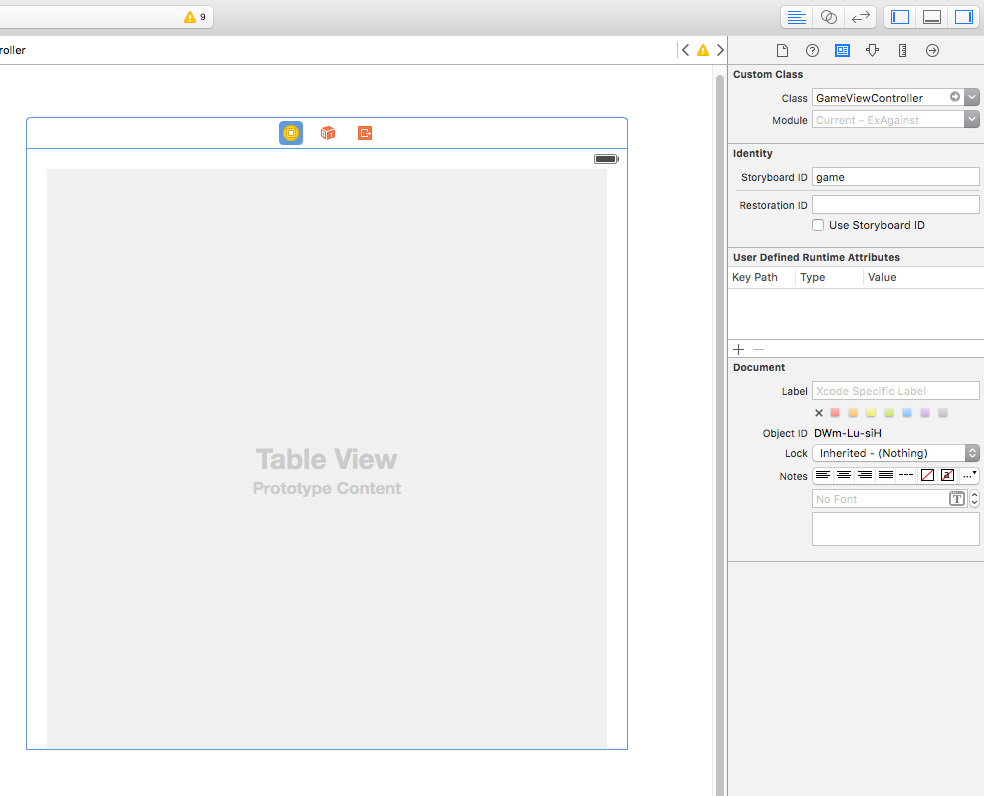 9
roller
Custom Class
Class GameViewController
Module Current – ExAgainst
Identity
Storyboard ID game
Restoration ID
Use Storyboard ID
User Defined Runtime Attributes
Key Path Type Value
Document
Label Xcode Specific Label
Object ID DWm-Lu-siH
Lock Inherited - (Nothing)
Notes
No Font T
Table View
Prototype Content